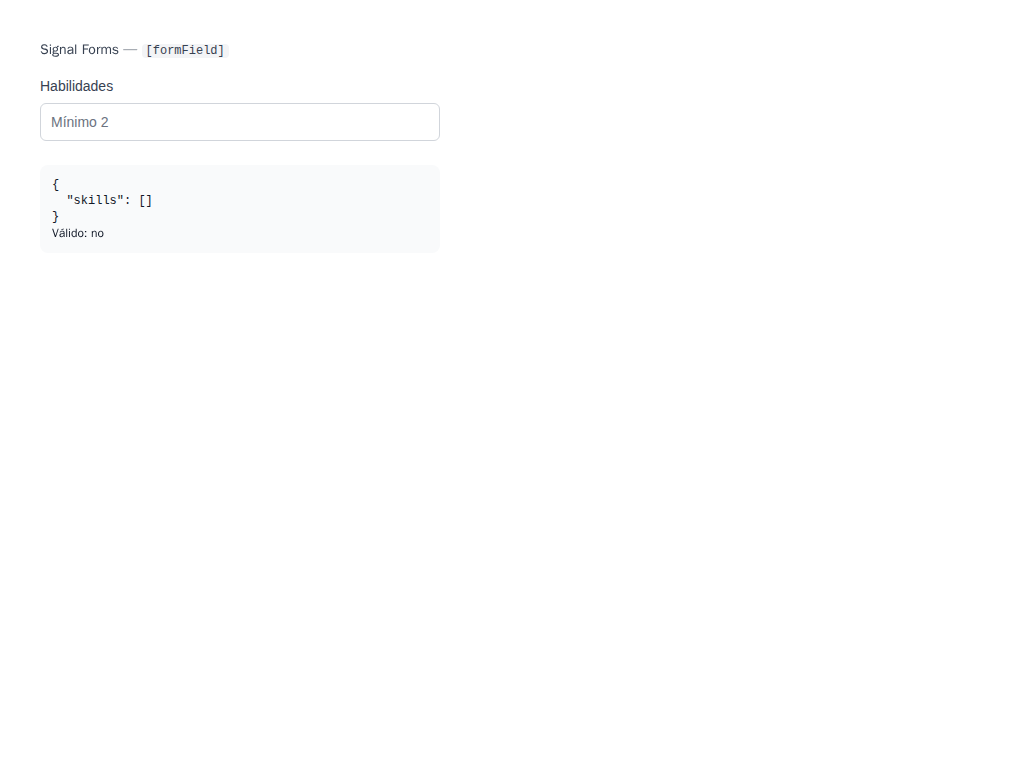 Signal Forms — [formField]
Habilidades
Mínimo 2
{
  "skills": []
}
Válido: no